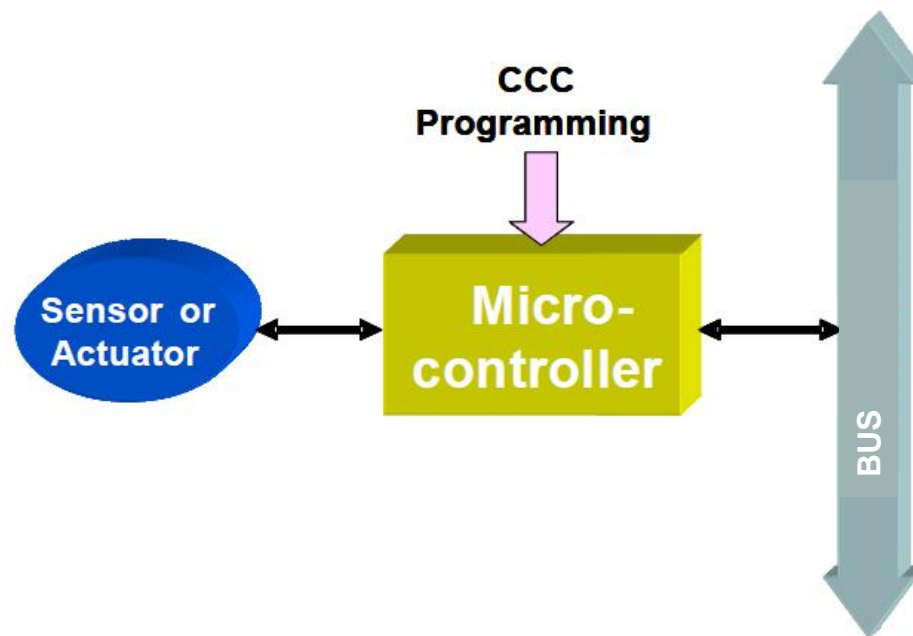 CCC
Programming
Sensor or
Actuator
Micro-
controller
BUS